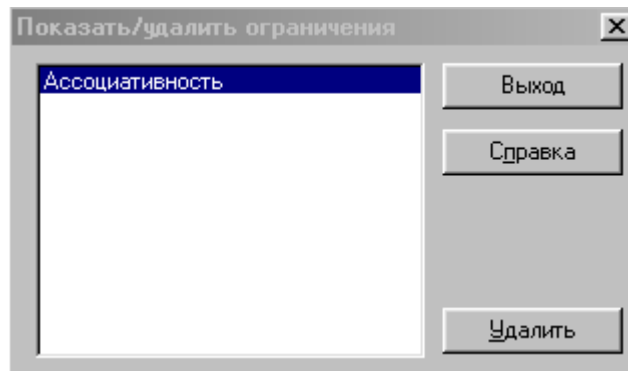 Показать/удалить ограничения
Ассоциативность
Выход
Справка
Удалить